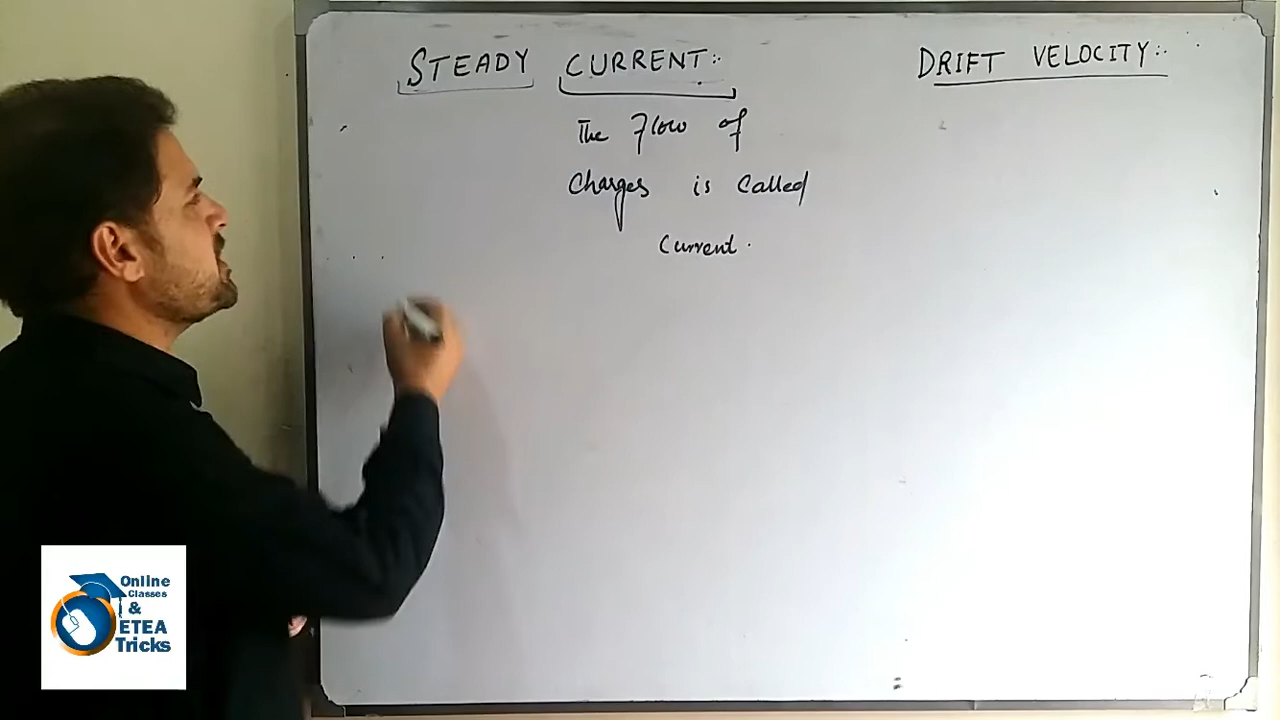 STEADY CURRENT:-
The Flow of
Charges is Called
Current.
DRIFT VELOCITY:-
Online
Classes
&
ETEA
Tricks